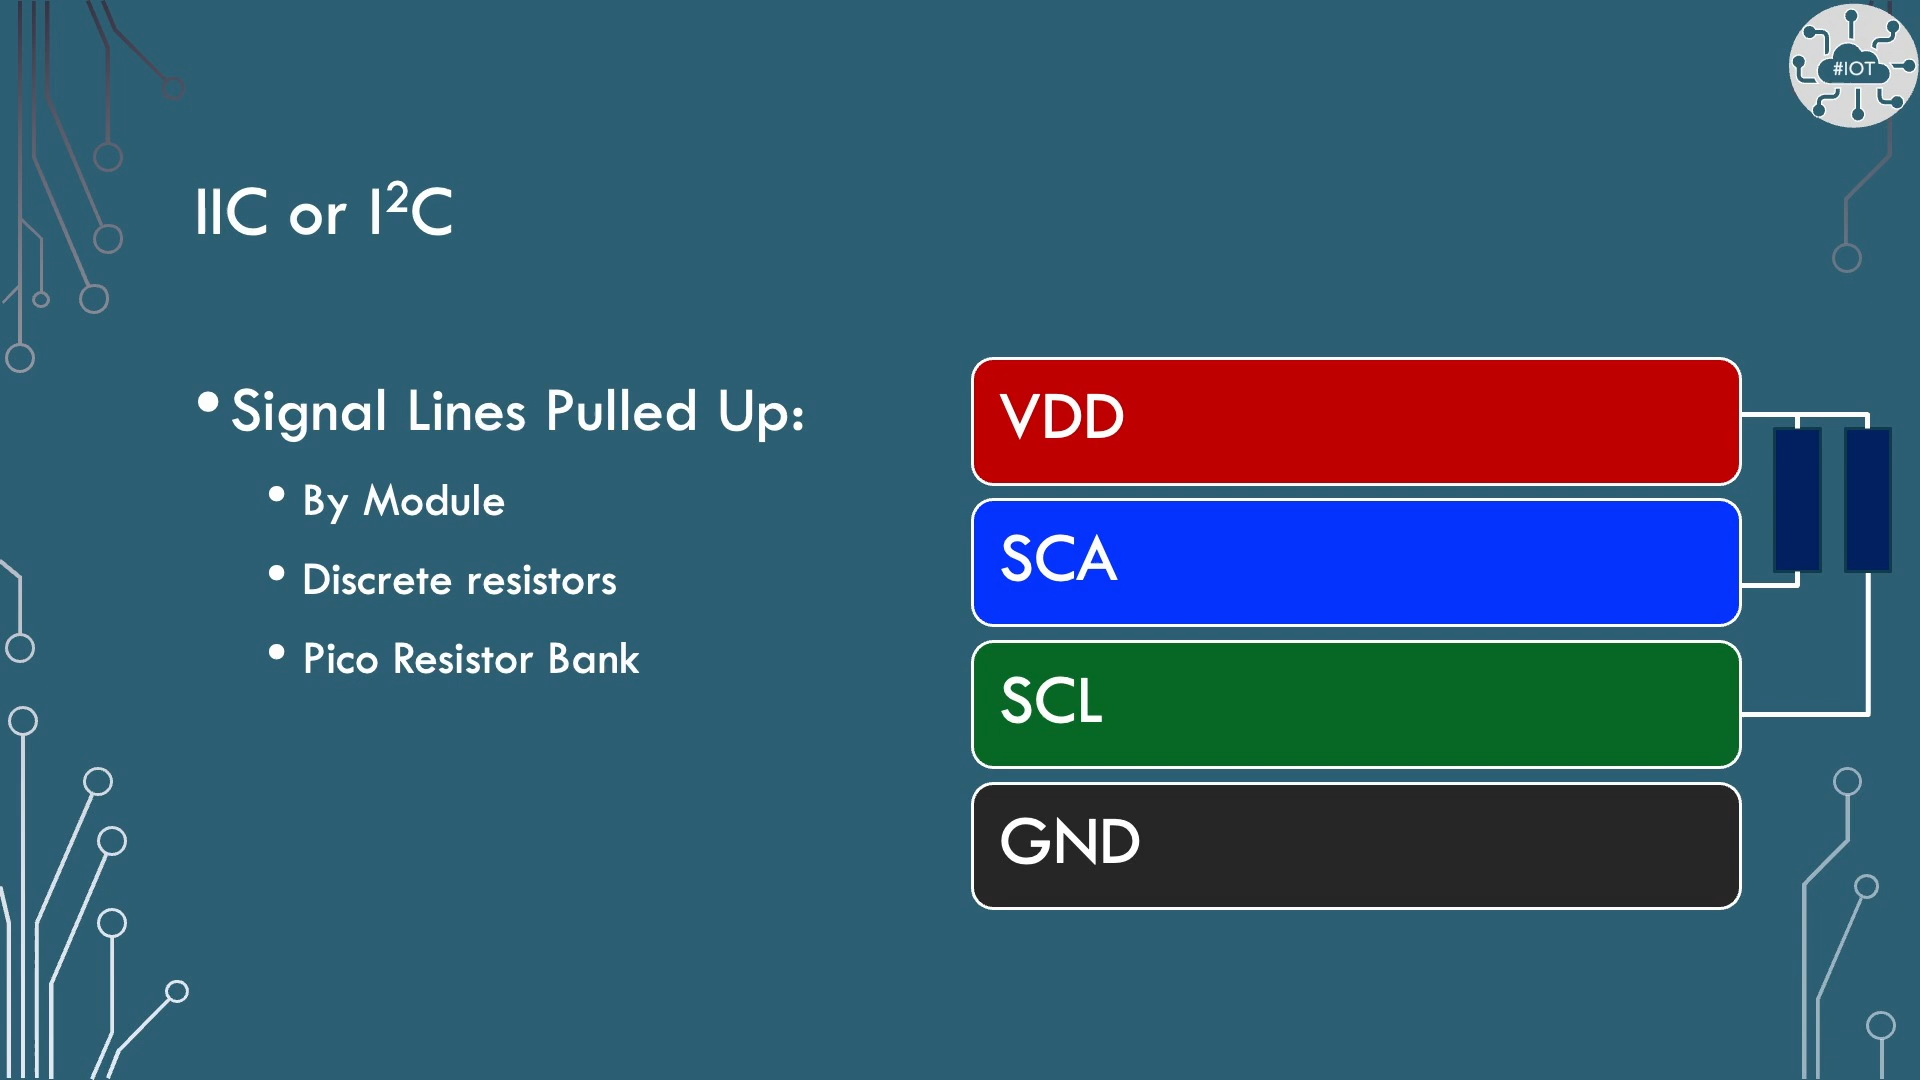 #IOT
IIC or I²C
• Signal Lines Pulled Up:
• By Module
• Discrete resistors
• Pico Resistor Bank
VDD
SCA
SCL
GND